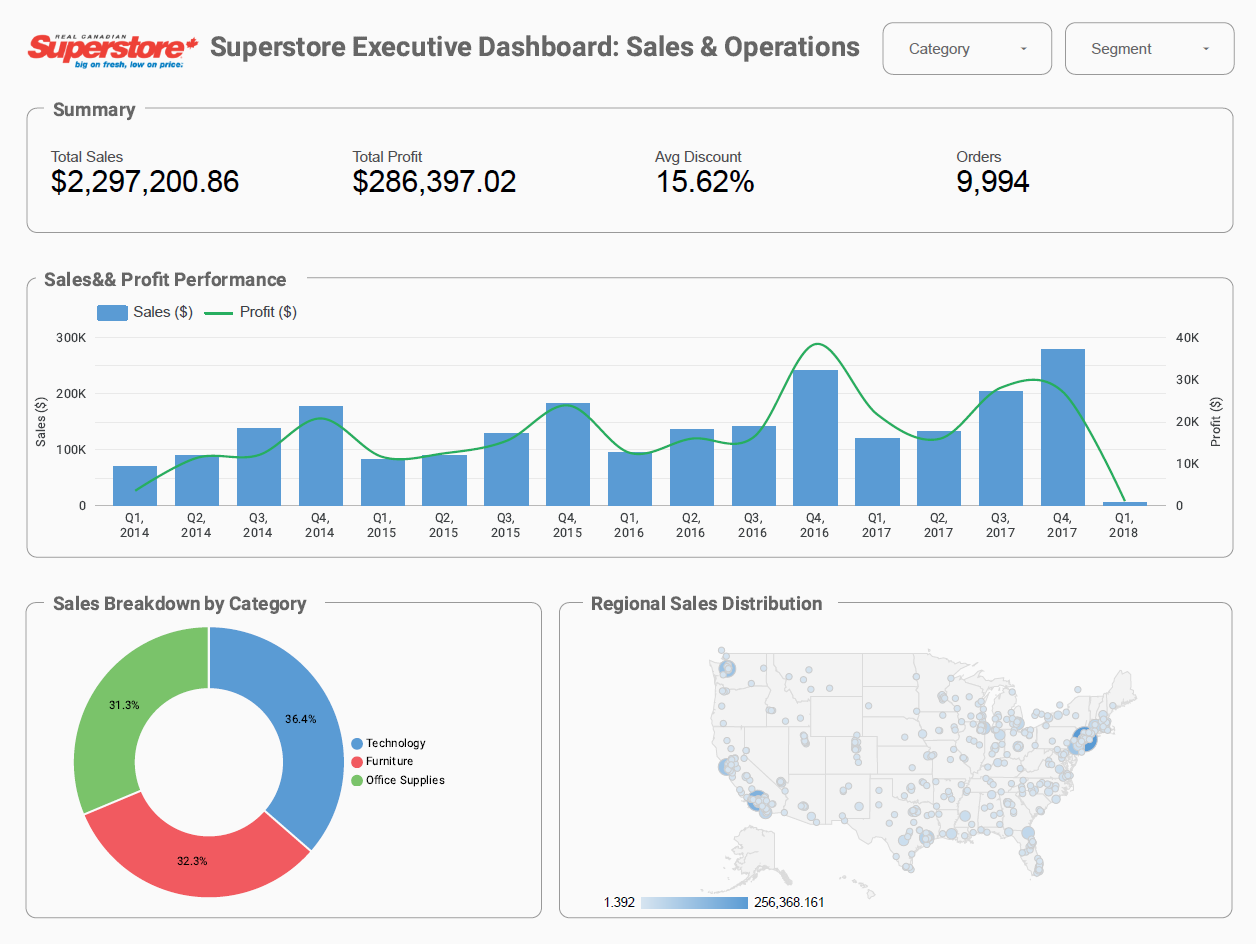 REAL CANADIAN
Superstore
big on fresh, low on price.
Superstore Executive Dashboard: Sales & Operations
Category
Segment
Summary
Total Sales
$2,297,200.86
Total Profit
$286,397.02
Avg Discount
15.62%
Orders
9,994
Sales&& Profit Performance
Sales ($)
Profit ($)
300K
200K
100K
0
Sales ($)
40K
30K
20K
10K
0
Profit ($)
Q1, 2014
Q2, 2014
Q3, 2014
Q4, 2014
Q1, 2015
Q2, 2015
Q3, 2015
Q4, 2015
Q1, 2016
Q2, 2016
Q3, 2016
Q4, 2016
Q1, 2017
Q2, 2017
Q3, 2017
Q4, 2017
Q1, 2018
Sales Breakdown by Category
31.3%
36.4%
32.3%
Technology
Furniture
Office Supplies
Regional Sales Distribution
1.392
256,368.161